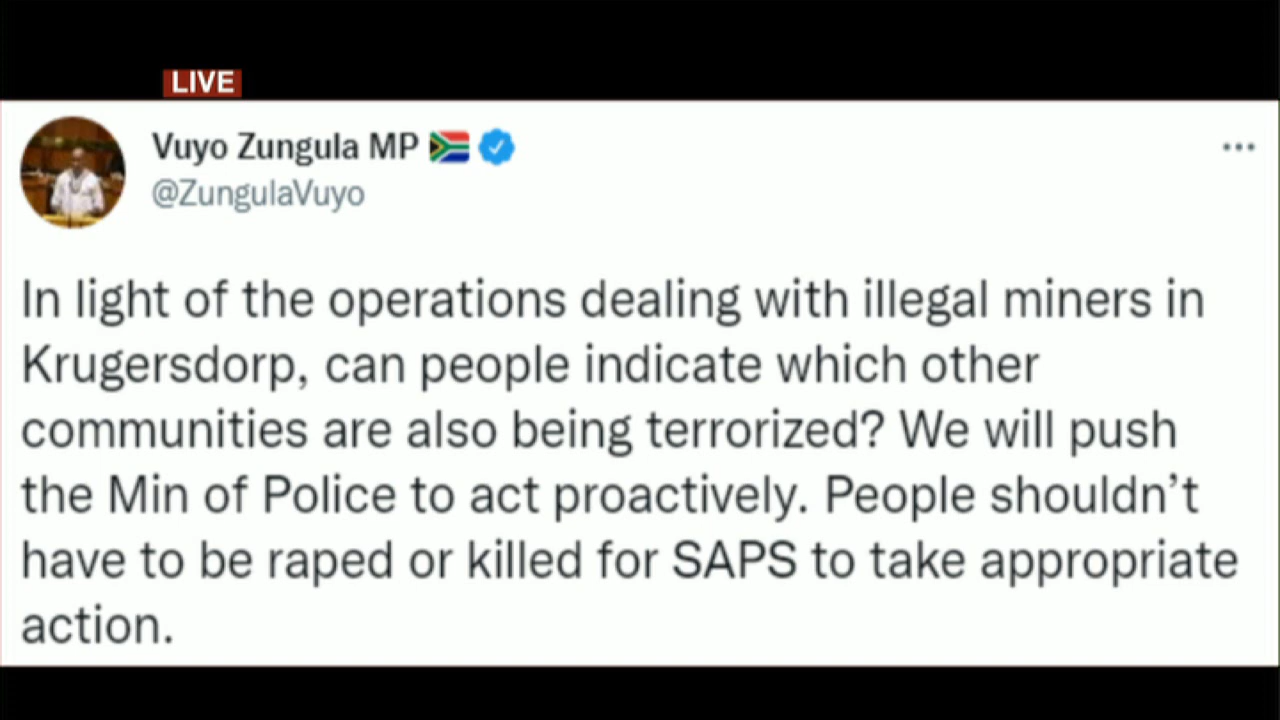 LIVE
Vuyo Zungula MP
@ZungulaVuyo
In light of the operations dealing with illegal miners in
Krugersdorp, can people indicate which other
communities are also being terrorized? We will push
the Min of Police to act proactively. People shouldn't
have to be raped or killed for SAPS to take appropriate
action.